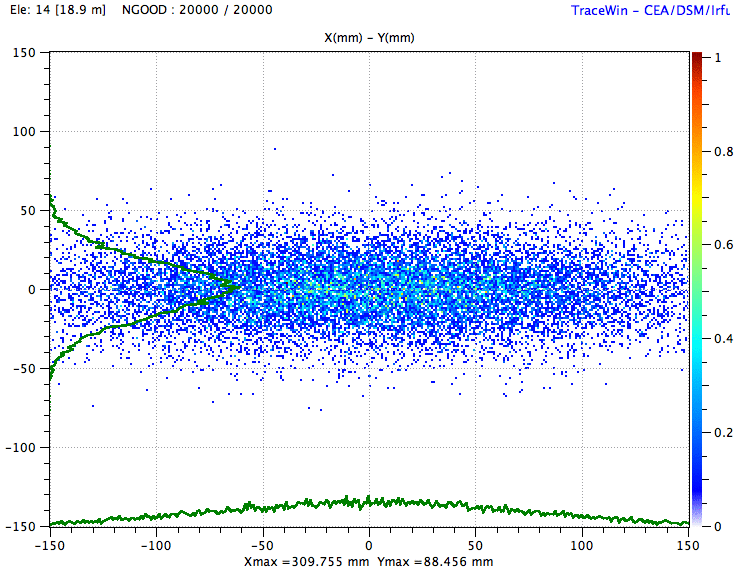 Ele: 14 [18.9 m] NGOOD : 20000 / 20000
TraceWin - CEA/DSM/Irfu
X(mm) - Y(mm)
150
100
50
0
-50
-100
-150
1
0.8
0.6
0.4
0.2
0
-150 -100 -50 0 50 100 150
Xmax =309.755 mm Ymax =88.456 mm